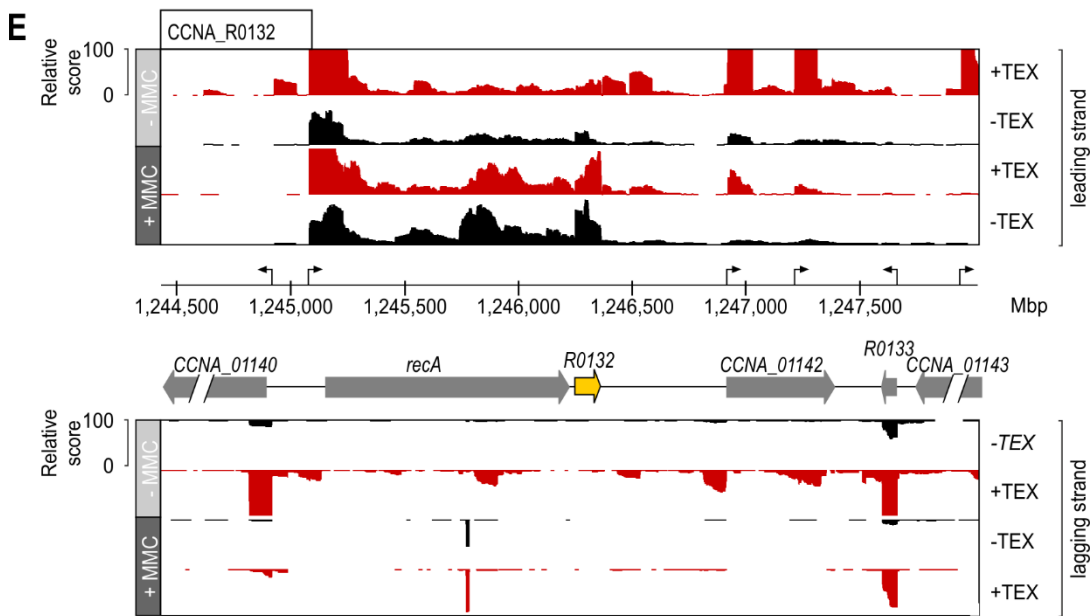 E
CCNA_R0132
Relative score
100
0
- MMC
+ MMC
+TEX
-TEX
+TEX
-TEX
leading strand
1,244,500 1,245,000 1,245,500 1,246,000 1,246,500 1,247,000 1,247,500 Mbp
CCNA_01140 recA R0132 CCNA_01142 R0133 CCNA_01143
Relative score
100
0
- MMC
+ MMC
-TEX
+TEX
-TEX
+TEX
lagging strand